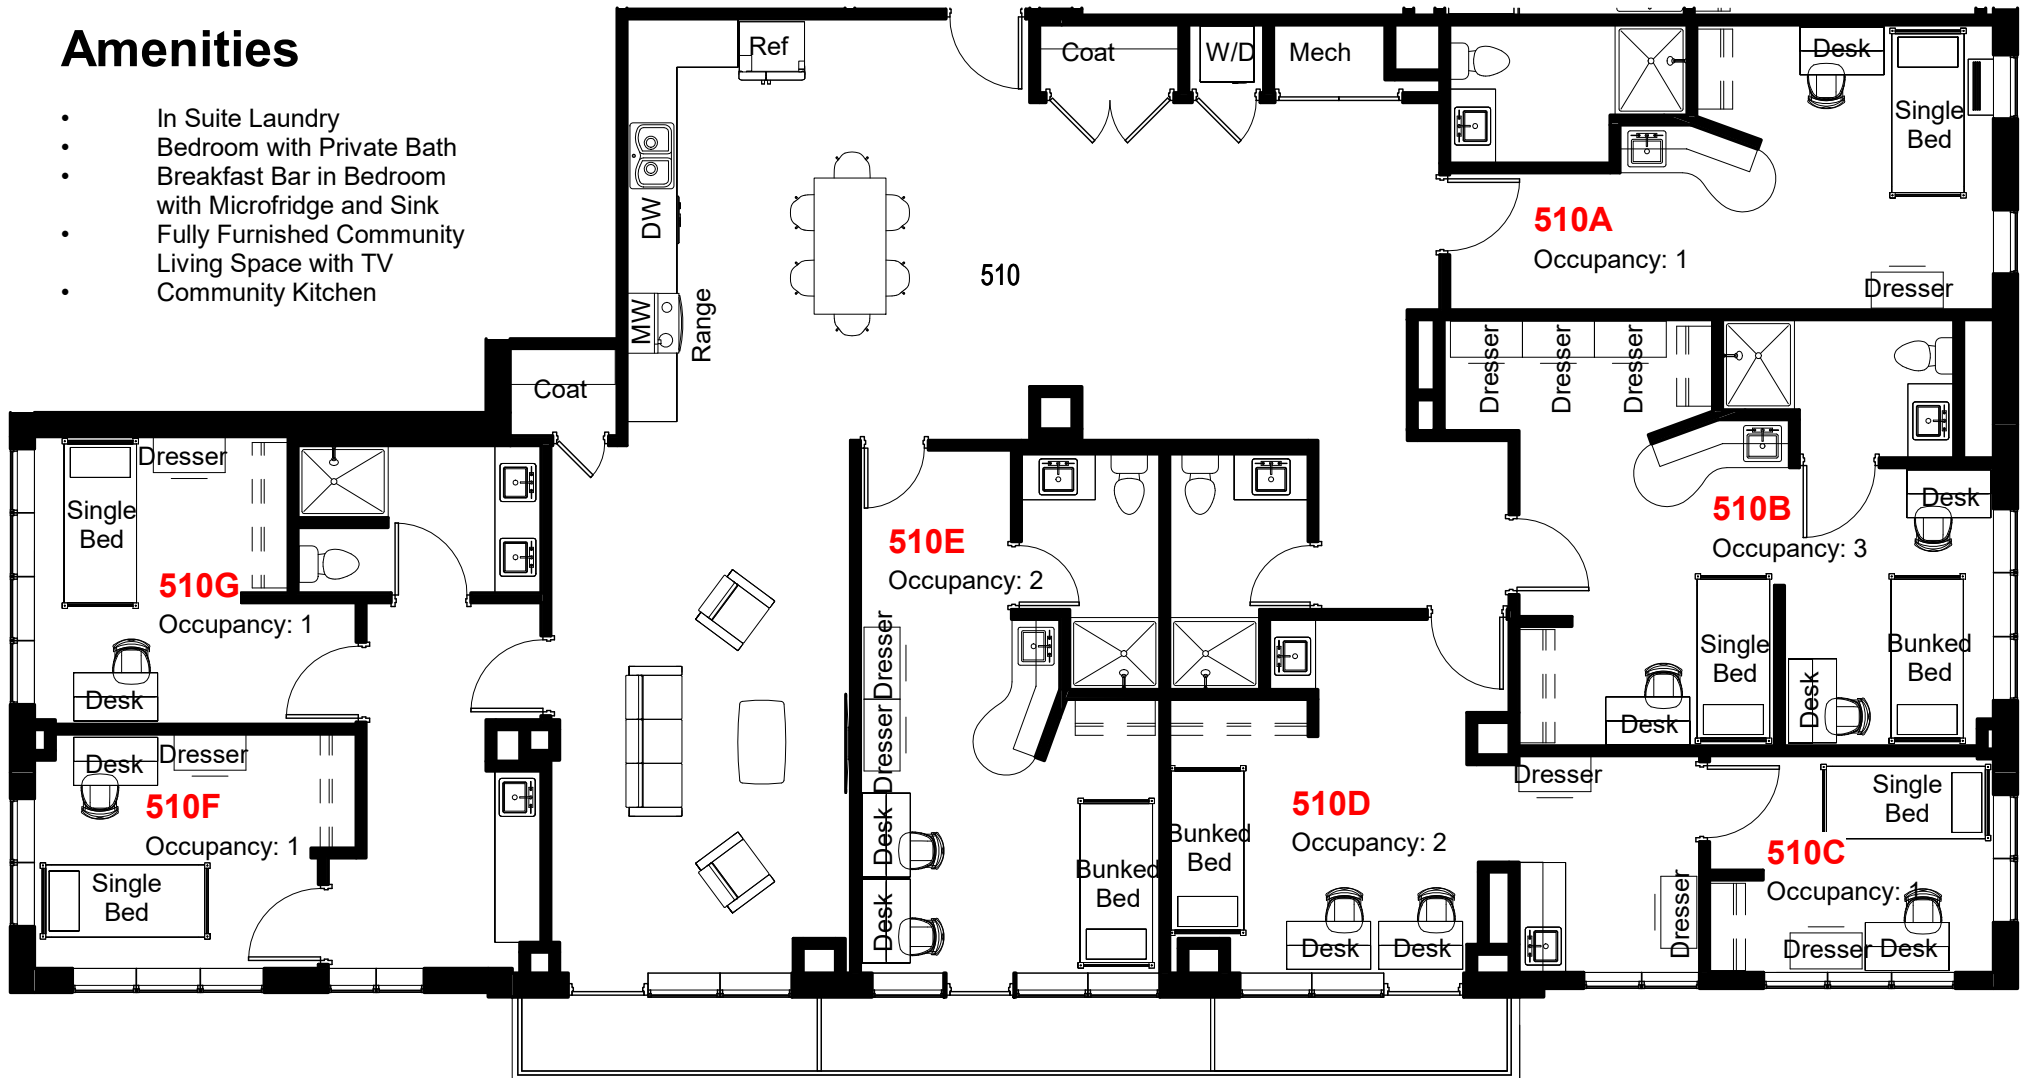 Amenities
• In Suite Laundry
• Bedroom with Private Bath
• Breakfast Bar in Bedroom
with Microfridge and Sink
• Fully Furnished Community
Living Space with TV
• Community Kitchen
Ref
Coat
W/D
Mech
Desk
Single
Bed
DW
MW
Range
510
510A
Occupancy: 1
Dresser
Coat
Dresser
Dresser
Dresser
510B
Occupancy: 3
Desk
Single
Bed
Bunked
Bed
Desk
Desk
Dresser
Single
Bed
510G
Occupancy: 1
Desk
510E
Occupancy: 2
Dresser
Dresser
Desk
Desk
Bunked
Bed
Desk
Dresser
510F
Occupancy: 1
Single
Bed
510D
Occupancy: 2
Bunked
Bed
Desk
Desk
Dresser
Dresser
Single
Bed
510C
Occupancy: 1
Dresser
Desk